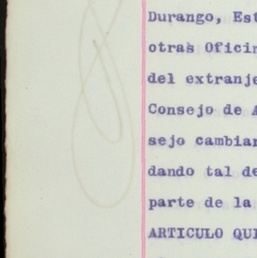 Durango, Est
otras Oficin
del extranje
Consejo de A
sejo cambiar
dando tal de
parte de la
ARTICULO QUI